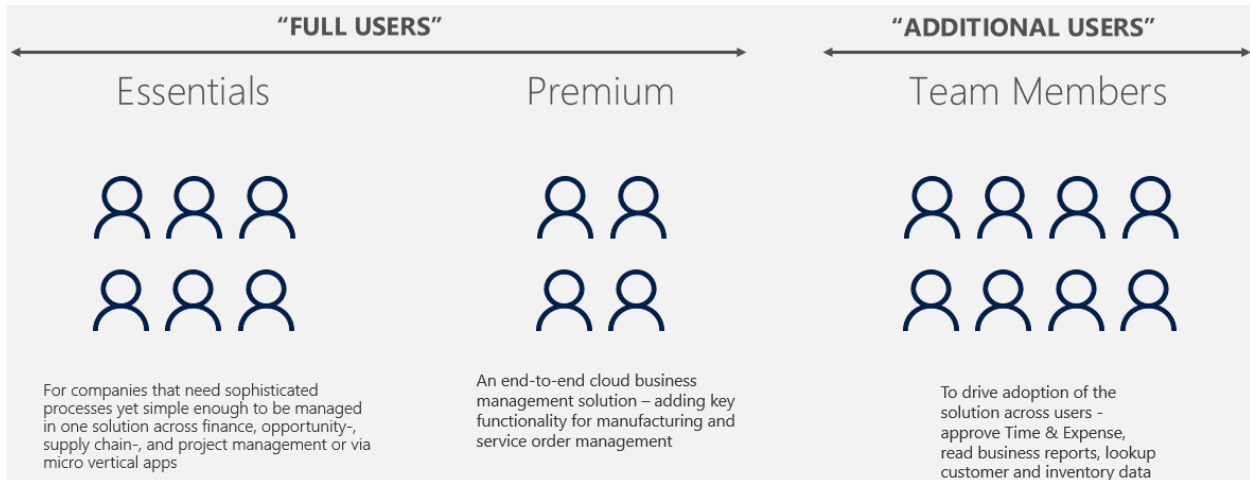 “FULL USERS”
“ADDITIONAL USERS”
Essentials
Premium
Team Members
For companies that need sophisticated
processes yet simple enough to be managed
in one solution across finance, opportunity-,
supply chain-, and project management or via
micro vertical apps
An end-to-end cloud business
management solution – adding key
functionality for manufacturing and
service order management
To drive adoption of the
solution across users -
approve Time & Expense,
read business reports, lookup
customer and inventory data